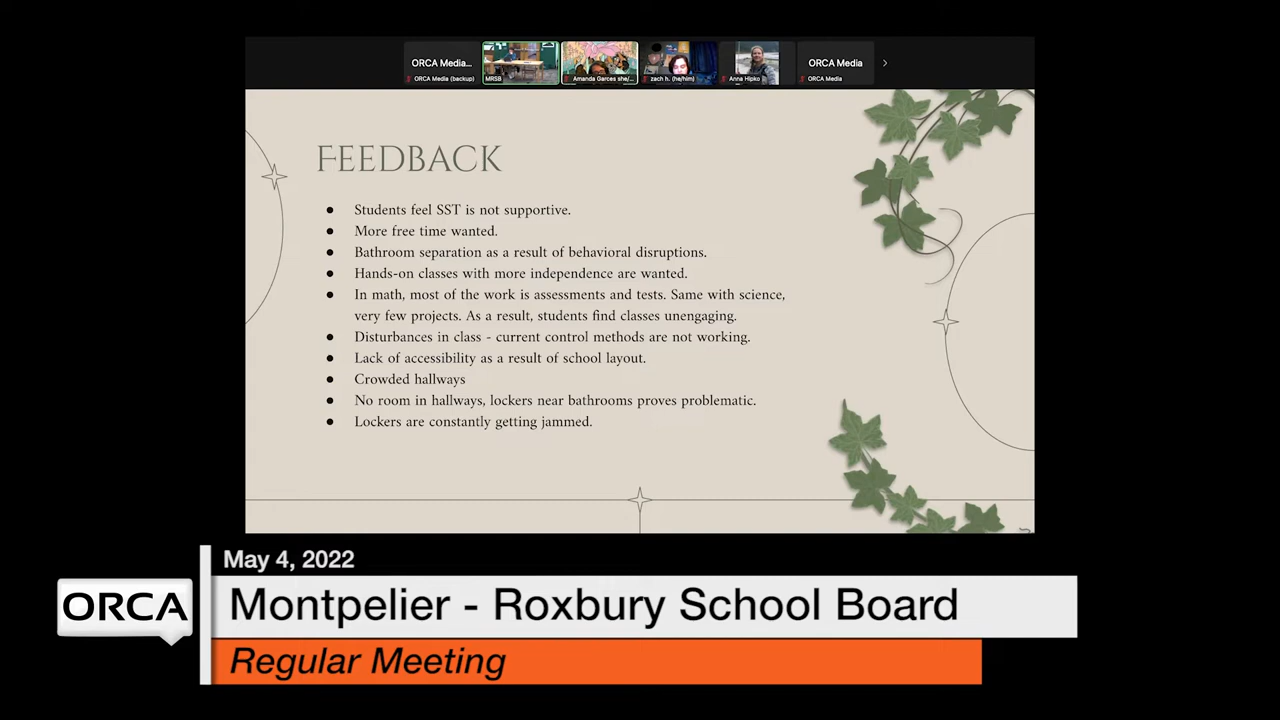 ORCA Media...
ORCA Media
ORCA Media (backup)
MRSB
Amanda Garces she/...
zach h. (he/him)
Anna Hipko
ORCA Media
FEEDBACK
● Students feel SST is not supportive.
● More free time wanted.
● Bathroom separation as a result of behavioral disruptions.
● Hands-on classes with more independence are wanted.
● In math, most of the work is assessments and tests. Same with science,
very few projects. As a result, students find classes unengaging.
● Disturbances in class - current control methods are not working.
● Lack of accessibility as a result of school layout.
● Crowded hallways
● No room in hallways, lockers near bathrooms proves problematic.
● Lockers are constantly getting jammed.
May 4, 2022
ORCA
Montpelier - Roxbury School Board
Regular Meeting